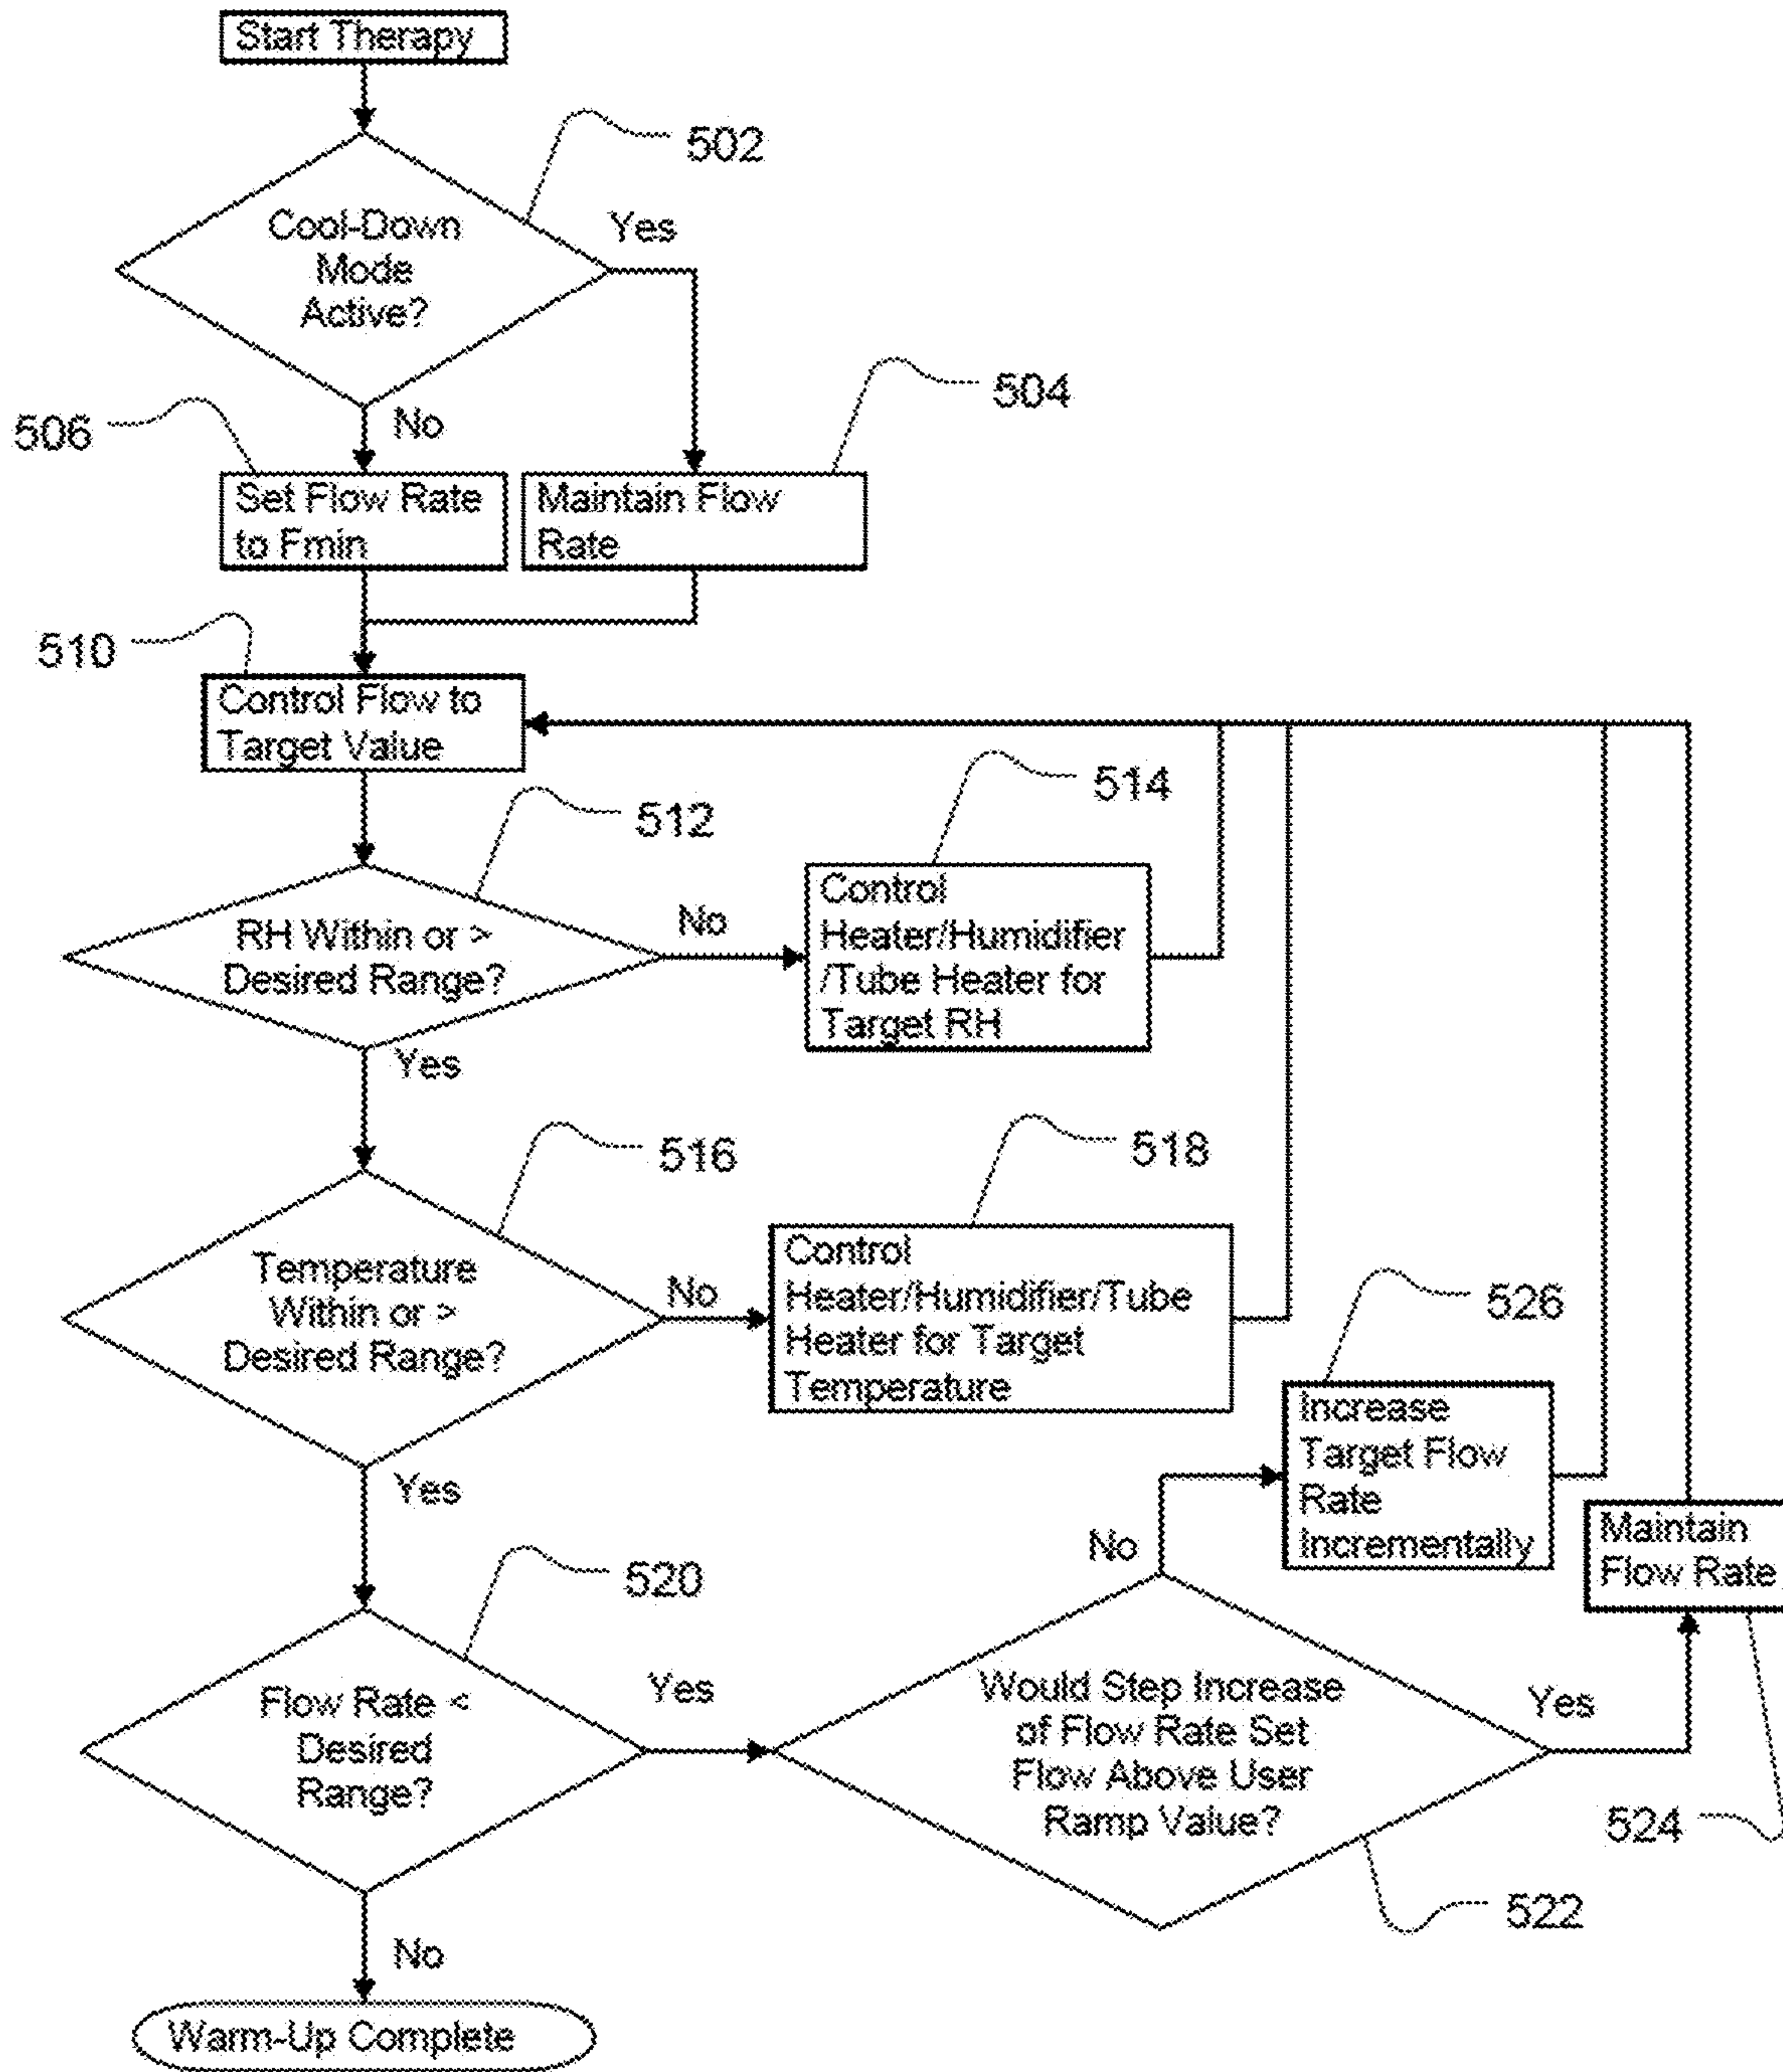 Start Therapy
502
Cool-Down
Mode
Active?
Yes
504
506
No
Set Flow Rate
to Fmin
Maintain Flow
Rate
510
Control Flow to
Target Value
512
514
RH Within or >
Desired Range?
No
Control
Heater/Humidifier
/Tube Heater for
Target RH
Yes
516
518
Temperature
Within or >
Desired Range?
No
Control
Heater/Humidifier/Tube
Heater for Target
Temperature
526
Increase
Target Flow
Rate
Incrementally
Yes
No
Maintain
Flow Rate
520
Flow Rate <
Desired
Range?
Yes
Would Step Increase
of Flow Rate Set
Flow Above User
Ramp Value?
Yes
524
522
No
Warm-Up Complete